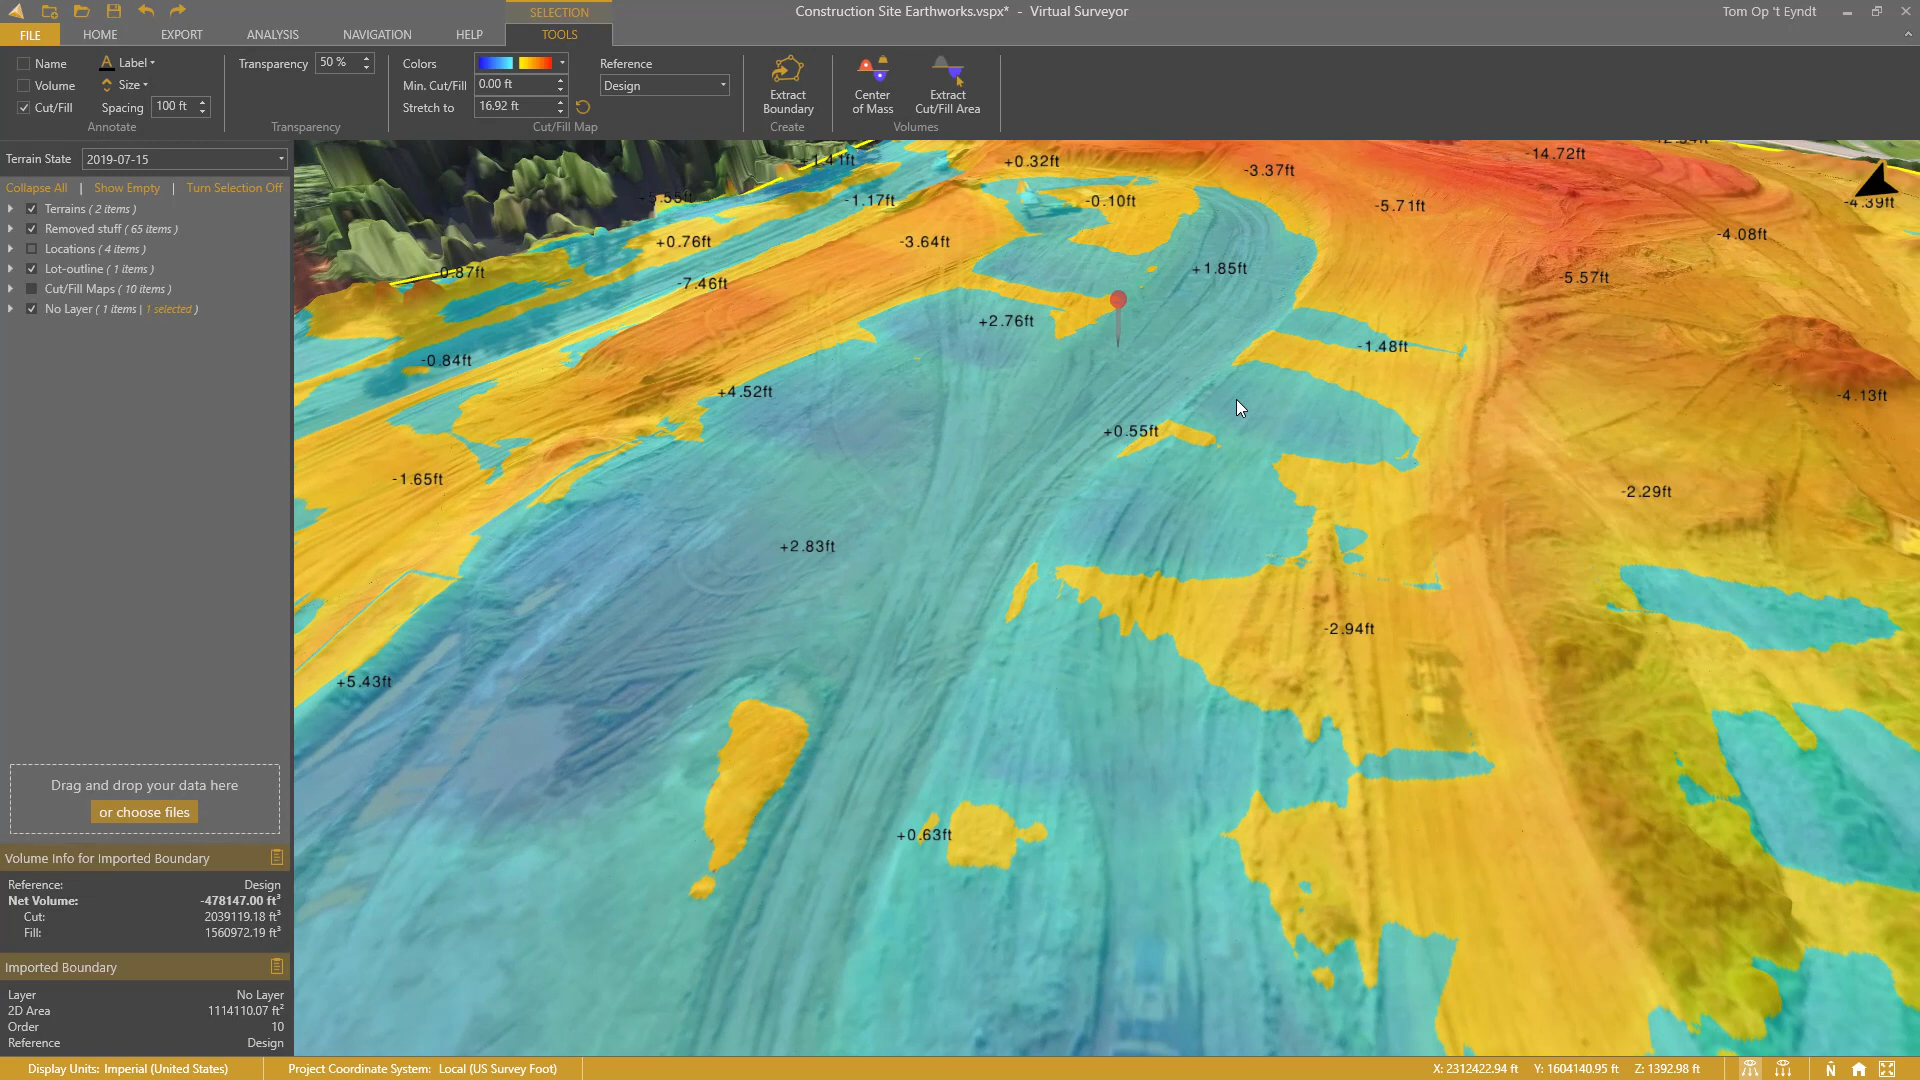 SELECTION
Construction Site Earthworks.vspx* - Virtual Surveyor
Tom Op 't Eyndt
FILE
HOME
EXPORT
ANALYSIS
NAVIGATION
HELP
TOOLS
Name
Label
Transparency 50 %
Colors
Reference
Volume
Size
Min. Cut/Fill 0.00 ft
Design
Cut/Fill
Spacing 100 ft
Stretch to 16.92 ft
Extract
Boundary
Center
of Mass
Extract
Cut/Fill Area
Annotate
Transparency
Cut/Fill Map
Create
Volumes
Terrain State 2019-07-15
Collapse All | Show Empty | Turn Selection Off
Terrains ( 2 items )
Removed stuff ( 65 items )
Locations ( 4 items )
Lot-outline ( 1 items )
Cut/Fill Maps ( 10 items )
No Layer ( 1 items | 1 selected )
+1.41ft
+0.32ft
-3.37ft
-14.72ft
-5.55ft
-1.17ft
-0.10ft
-5.71ft
-4.39ft
+0.76ft
-3.64ft
-4.08ft
-0.87ft
-7.46ft
+1.85ft
-5.57ft
+2.76ft
-0.84ft
-1.48ft
+4.52ft
-4.13ft
+0.55ft
-1.65ft
-2.29ft
+2.83ft
-2.94ft
+5.43ft
+0.63ft
Drag and drop your data here
or choose files
Volume Info for Imported Boundary
Reference: Design
Net Volume: -478147.00 ft³
Cut: 2039119.18 ft³
Fill: 1560972.19 ft³
Imported Boundary
Layer No Layer
2D Area 1114110.07 ft²
Order 10
Reference Design
Display Units: Imperial (United States)
Project Coordinate System: Local (US Survey Foot)
X: 2312422.94 ft Y: 1604140.95 ft Z: 1392.98 ft